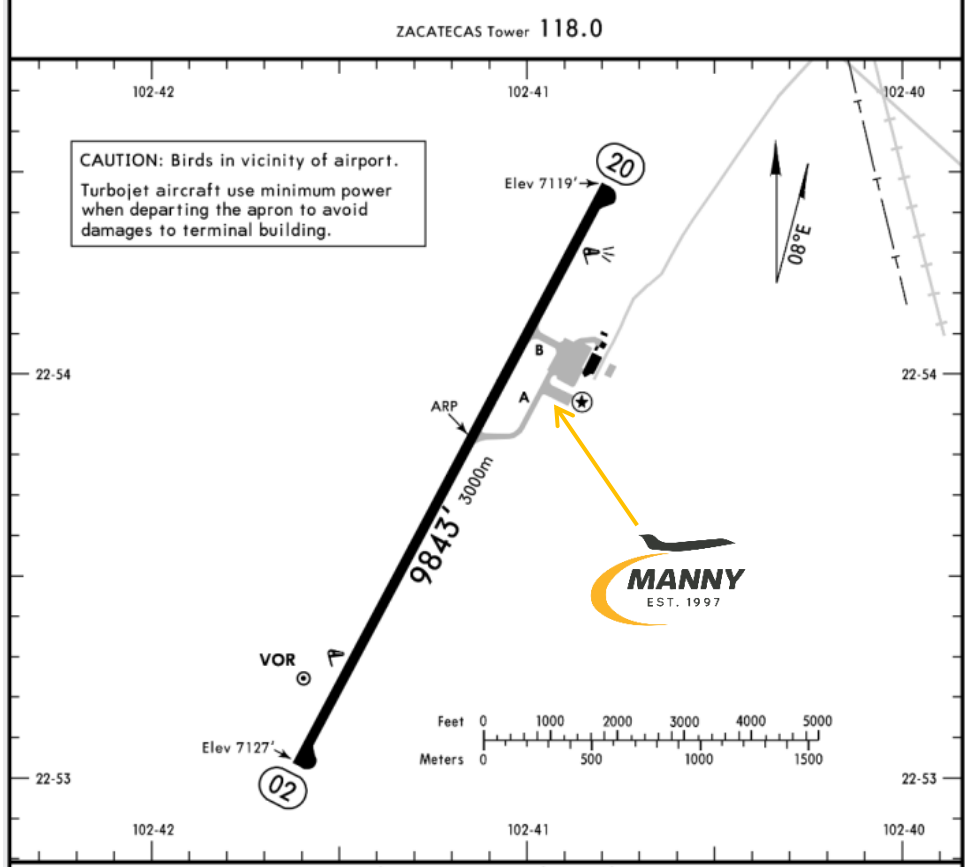 ZACATECAS Tower 118.0
102-42
102-41
102-40
CAUTION: Birds in vicinity of airport.
Turbojet aircraft use minimum power
when departing the apron to avoid
damages to terminal building.
20
Elev 7119'
08°E
B
22-54
22-54
A
ARP
9843' 3000m
MANNY
EST. 1997
VOR
Feet 0 1000 2000 3000 4000 5000
Elev 7127'
Meters 0 500 1000 1500
22-53
22-53
02
102-42
102-41
102-40